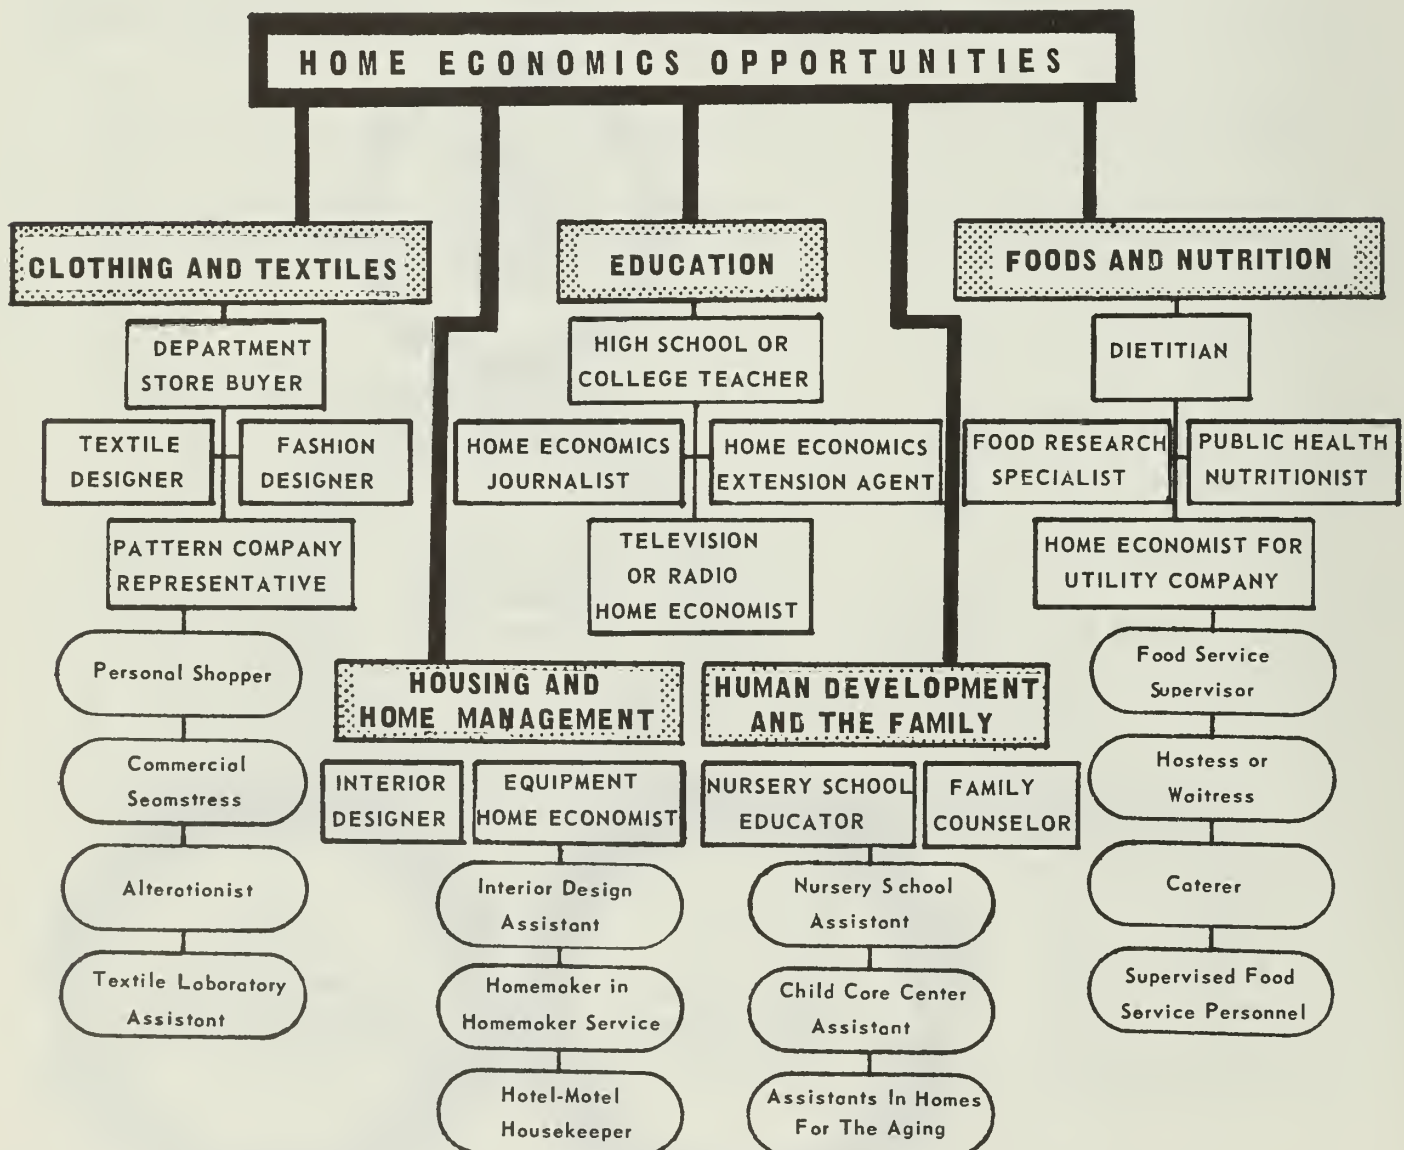 HOME ECONOMICS OPPORTUNITIES
CLOTHING AND TEXTILES
DEPARTMENT
STORE BUYER
TEXTILE
DESIGNER
FASHION
DESIGNER
PATTERN COMPANY
REPRESENTATIVE
Personal Shopper
Commercial
Seamstress
Alterationist
Textile Laboratory
Assistant
HOUSING AND
HOME MANAGEMENT
INTERIOR
DESIGNER
EQUIPMENT
HOME ECONOMIST
Interior Design
Assistant
Homemaker in
Homemaker Service
Hotel-Motel
Housekeeper
EDUCATION
HIGH SCHOOL OR
COLLEGE TEACHER
HOME ECONOMICS
JOURNALIST
HOME ECONOMICS
EXTENSION AGENT
TELEVISION
OR RADIO
HOME ECONOMIST
HUMAN DEVELOPMENT
AND THE FAMILY
NURSERY SCHOOL
EDUCATOR
FAMILY
COUNSELOR
Nursery School
Assistant
Child Care Center
Assistant
Assistants In Homes
For The Aging
FOODS AND NUTRITION
DIETITIAN
FOOD RESEARCH
SPECIALIST
PUBLIC HEALTH
NUTRITIONIST
HOME ECONOMIST FOR
UTILITY COMPANY
Food Service
Supervisor
Hostess or
Waitress
Caterer
Supervised Food
Service Personnel